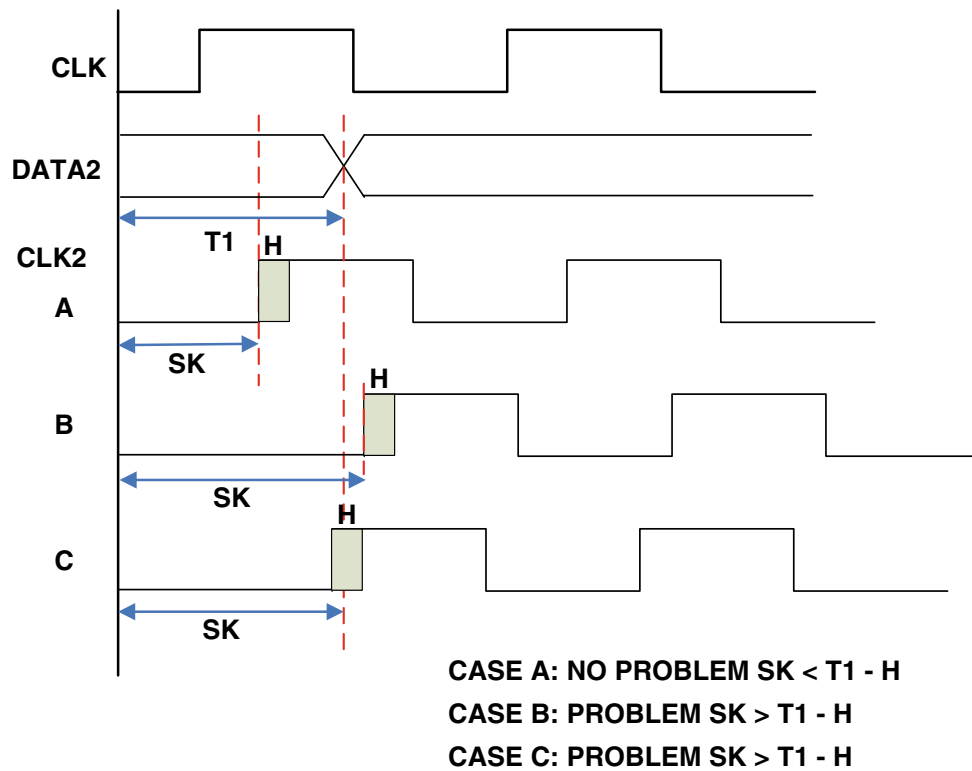 CLK
DATA2
T1
CLK2
H
A
SK
H
B
SK
H
C
SK
CASE A: NO PROBLEM SK < T1 - H
CASE B: PROBLEM SK > T1 - H
CASE C: PROBLEM SK > T1 - H